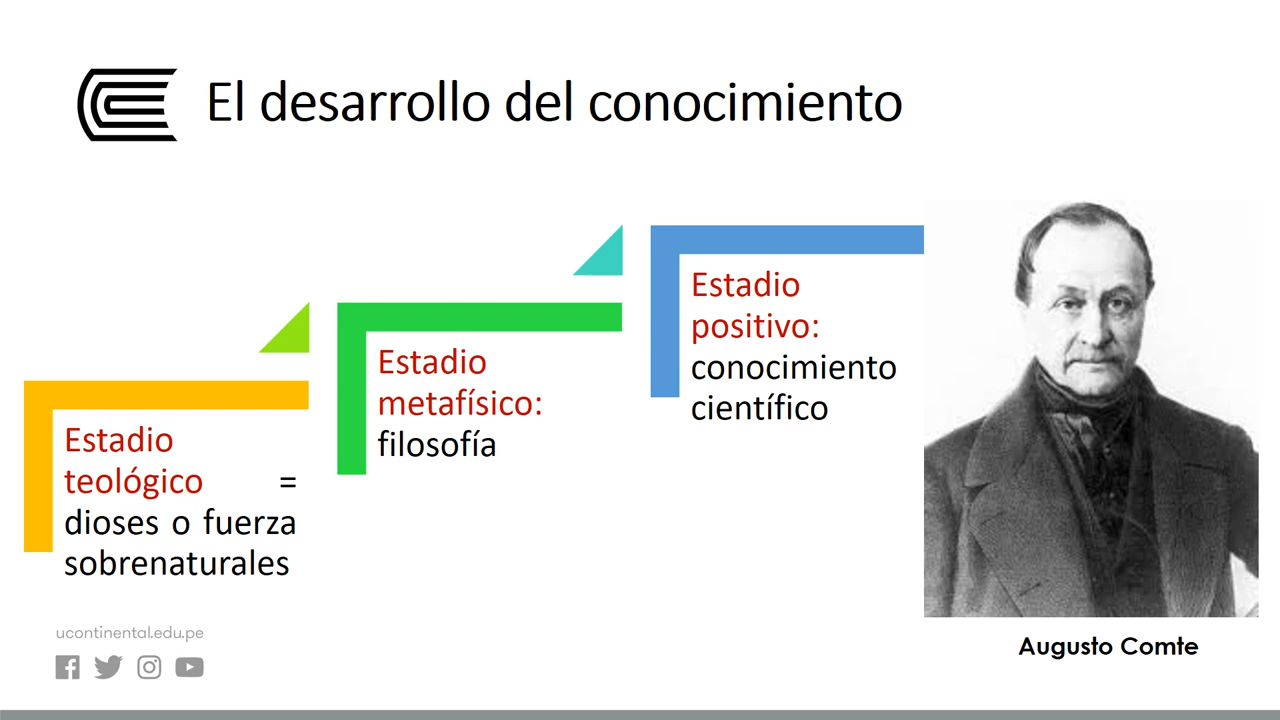 El desarrollo del conocimiento
Estadio
teológico =
dioses o fuerza
sobrenaturales
Estadio
metafísico:
filosofía
Estadio
positivo:
conocimiento
científico
Augusto Comte
ucontinental.edu.pe